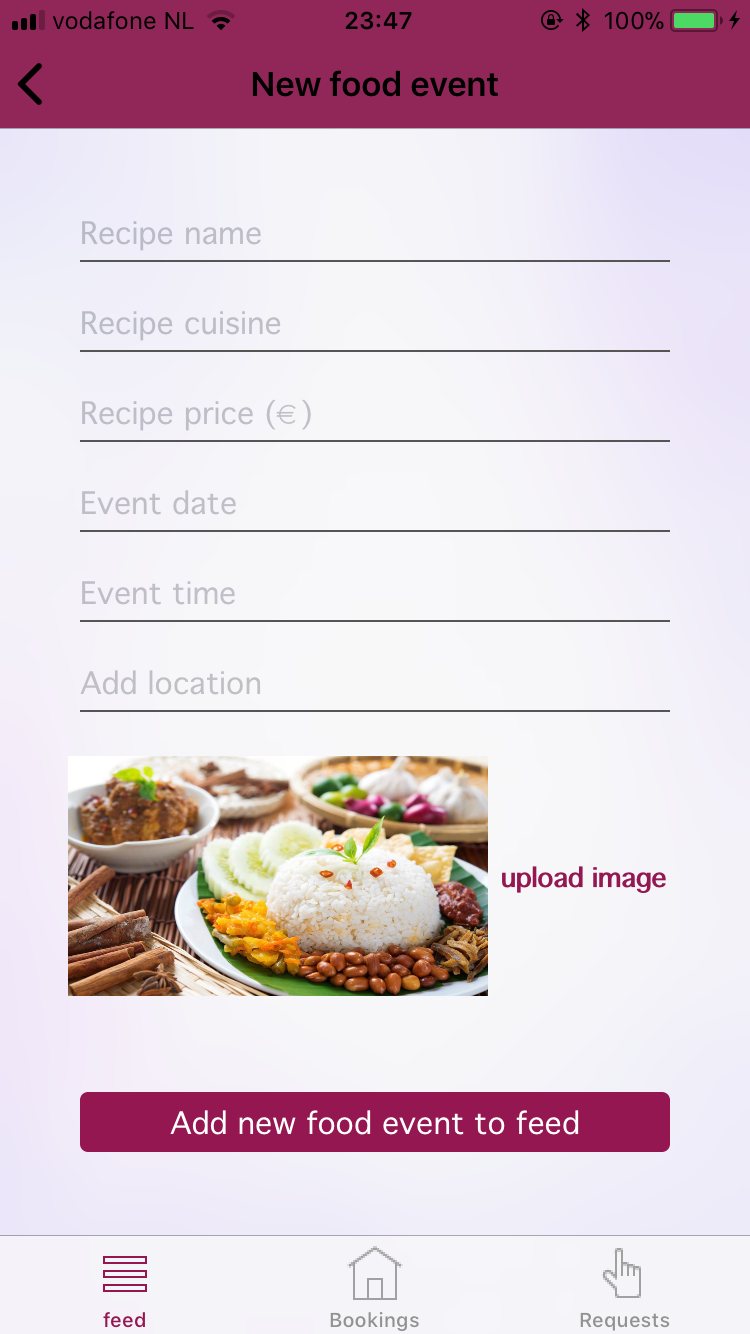 vodafone NL 23:47 100%
New food event
Recipe name
Recipe cuisine
Recipe price (€)
Event date
Event time
Add location
upload image
Add new food event to feed
feed Bookings Requests